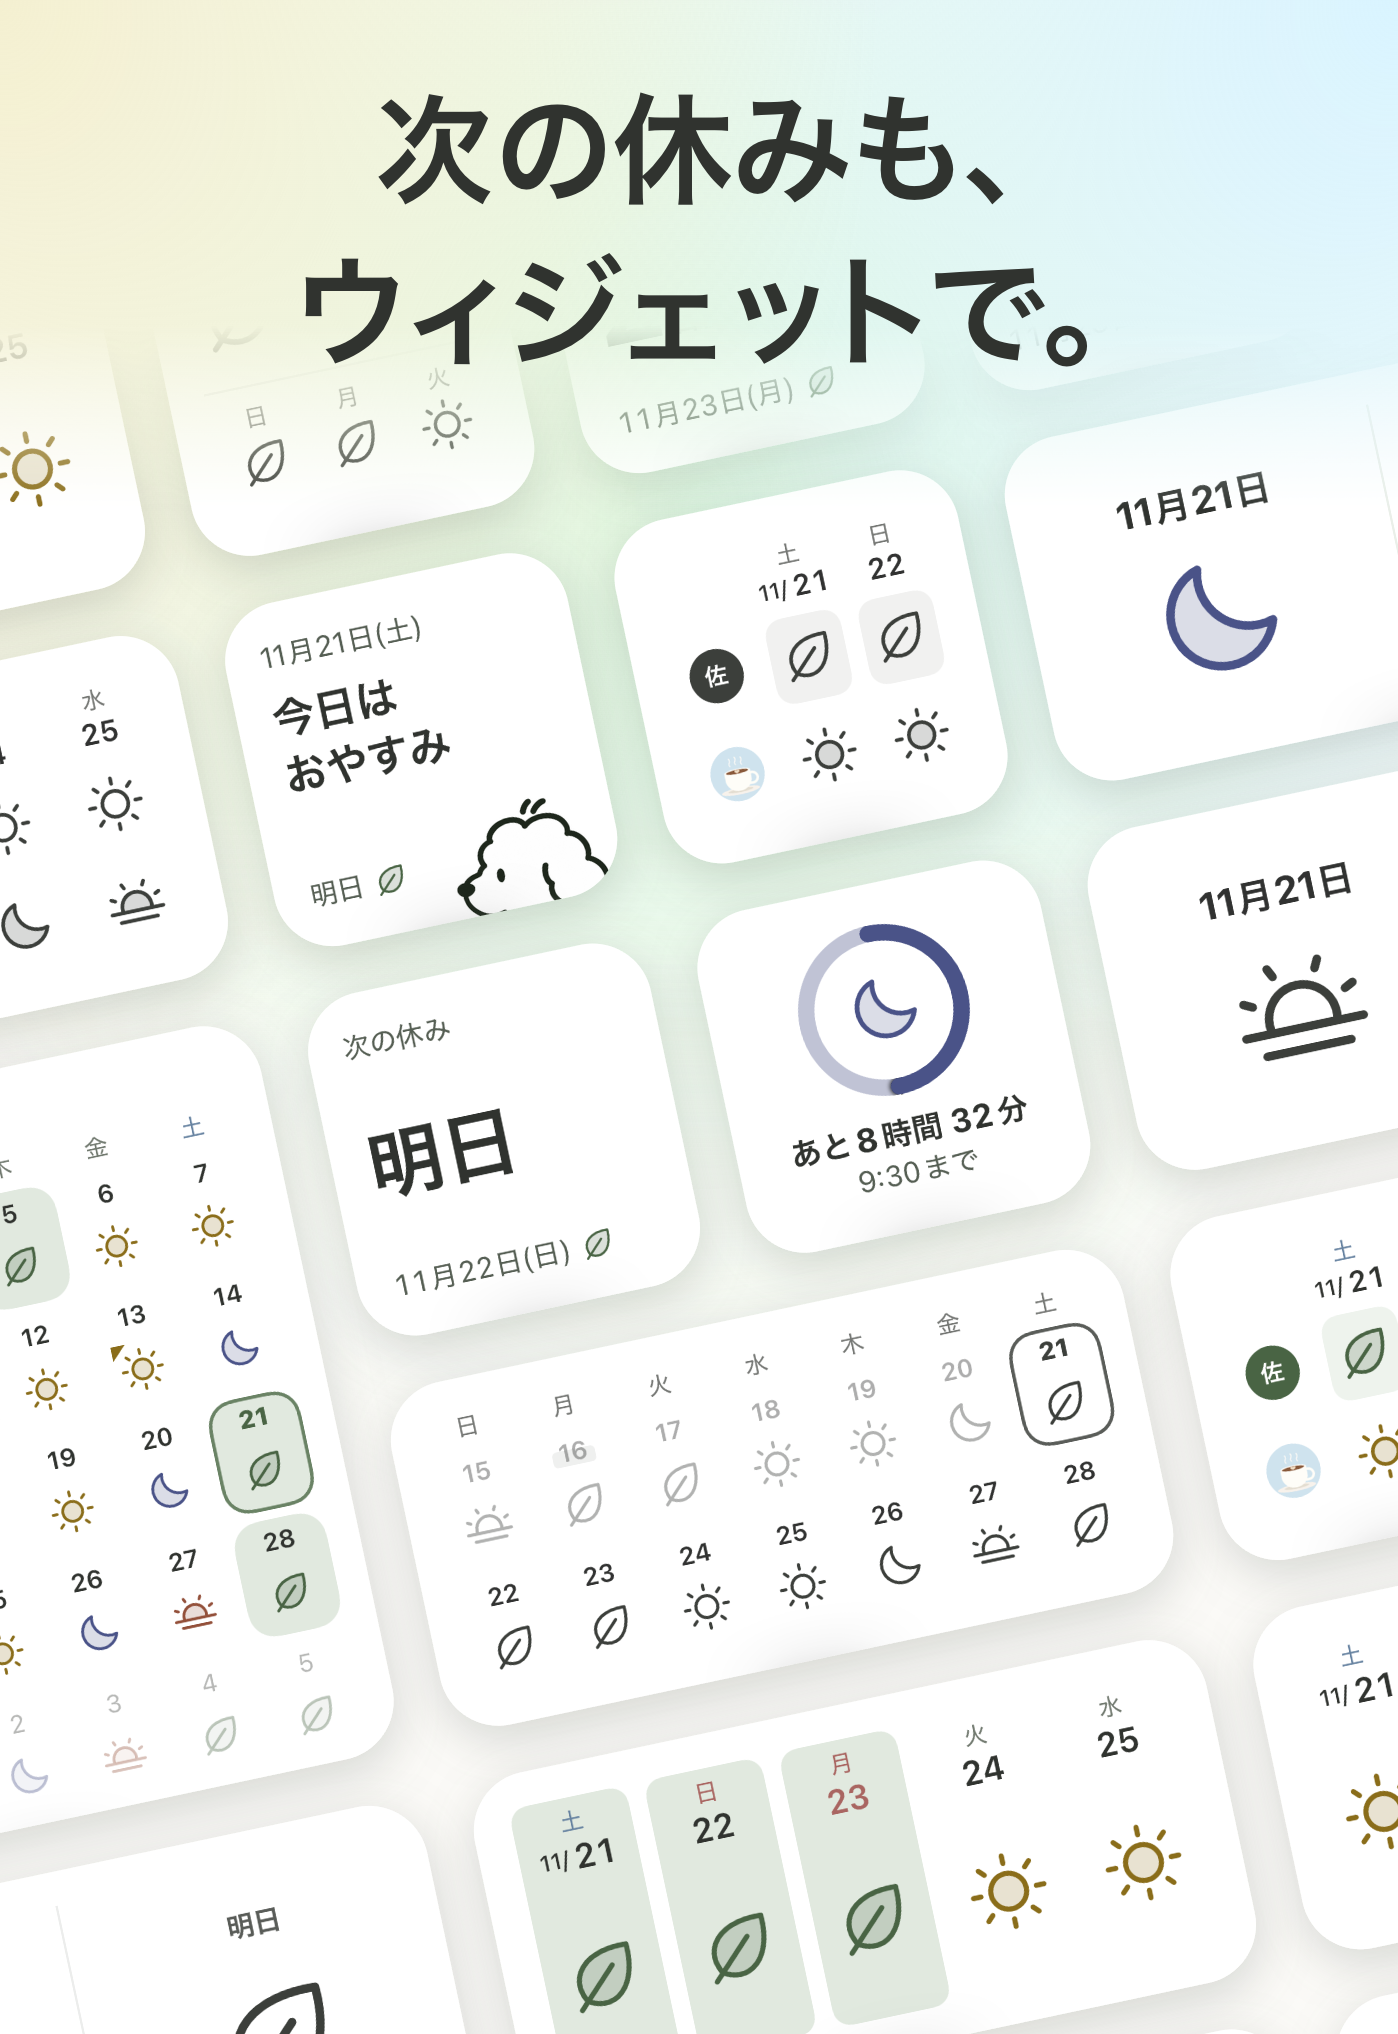 次の休みも、
ウィジェットで。
25
日 月 火
11月23日(月)
11月21日
水
25
11月21日(土)
今日は
おやすみ
明日
土 日
11/21 22
佐
次の休み
明日
11月22日(日)
あと8時間32分
9:30まで
11月21日
木 金 土
5 6 7
12 13 14
19 20 21
26 27 28
2 3 4 5
日 月 火 水 木 金 土
15 16 17 18 19 20 21
22 23 24 25 26 27 28
土
11/21
佐
明日
土 日 月 火 水
11/21 22 23 24 25
土
11/21